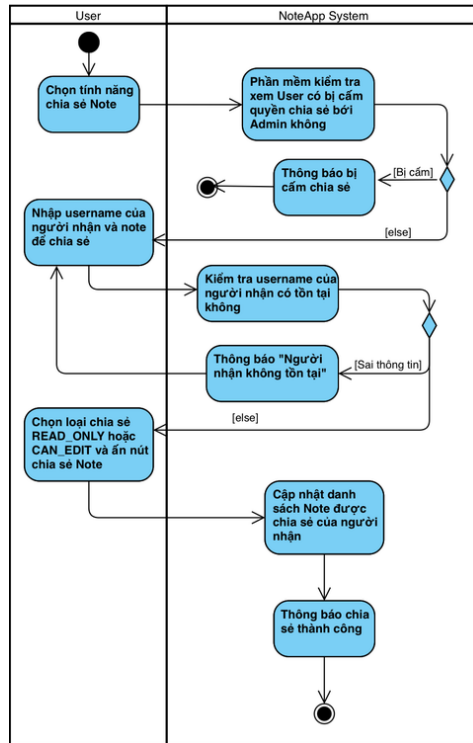 User
NoteApp System
Chọn tính năng
chia sẻ Note
Phần mềm kiểm tra
xem User có bị cấm
quyền chia sẻ bởi
Admin không
[Bị cấm]
Thông báo bị
cấm chia sẻ
[else]
Nhập username của
người nhận và note
để chia sẻ
Kiểm tra username của
người nhận có tồn tại
không
[Sai thông tin]
Thông báo "Người
nhận không tồn tại"
[else]
Chọn loại chia sẻ
READ_ONLY hoặc
CAN_EDIT và ấn nút
chia sẻ Note
Cập nhật danh
sách Note được
chia sẻ của người
nhận
Thông báo chia
sẻ thành công